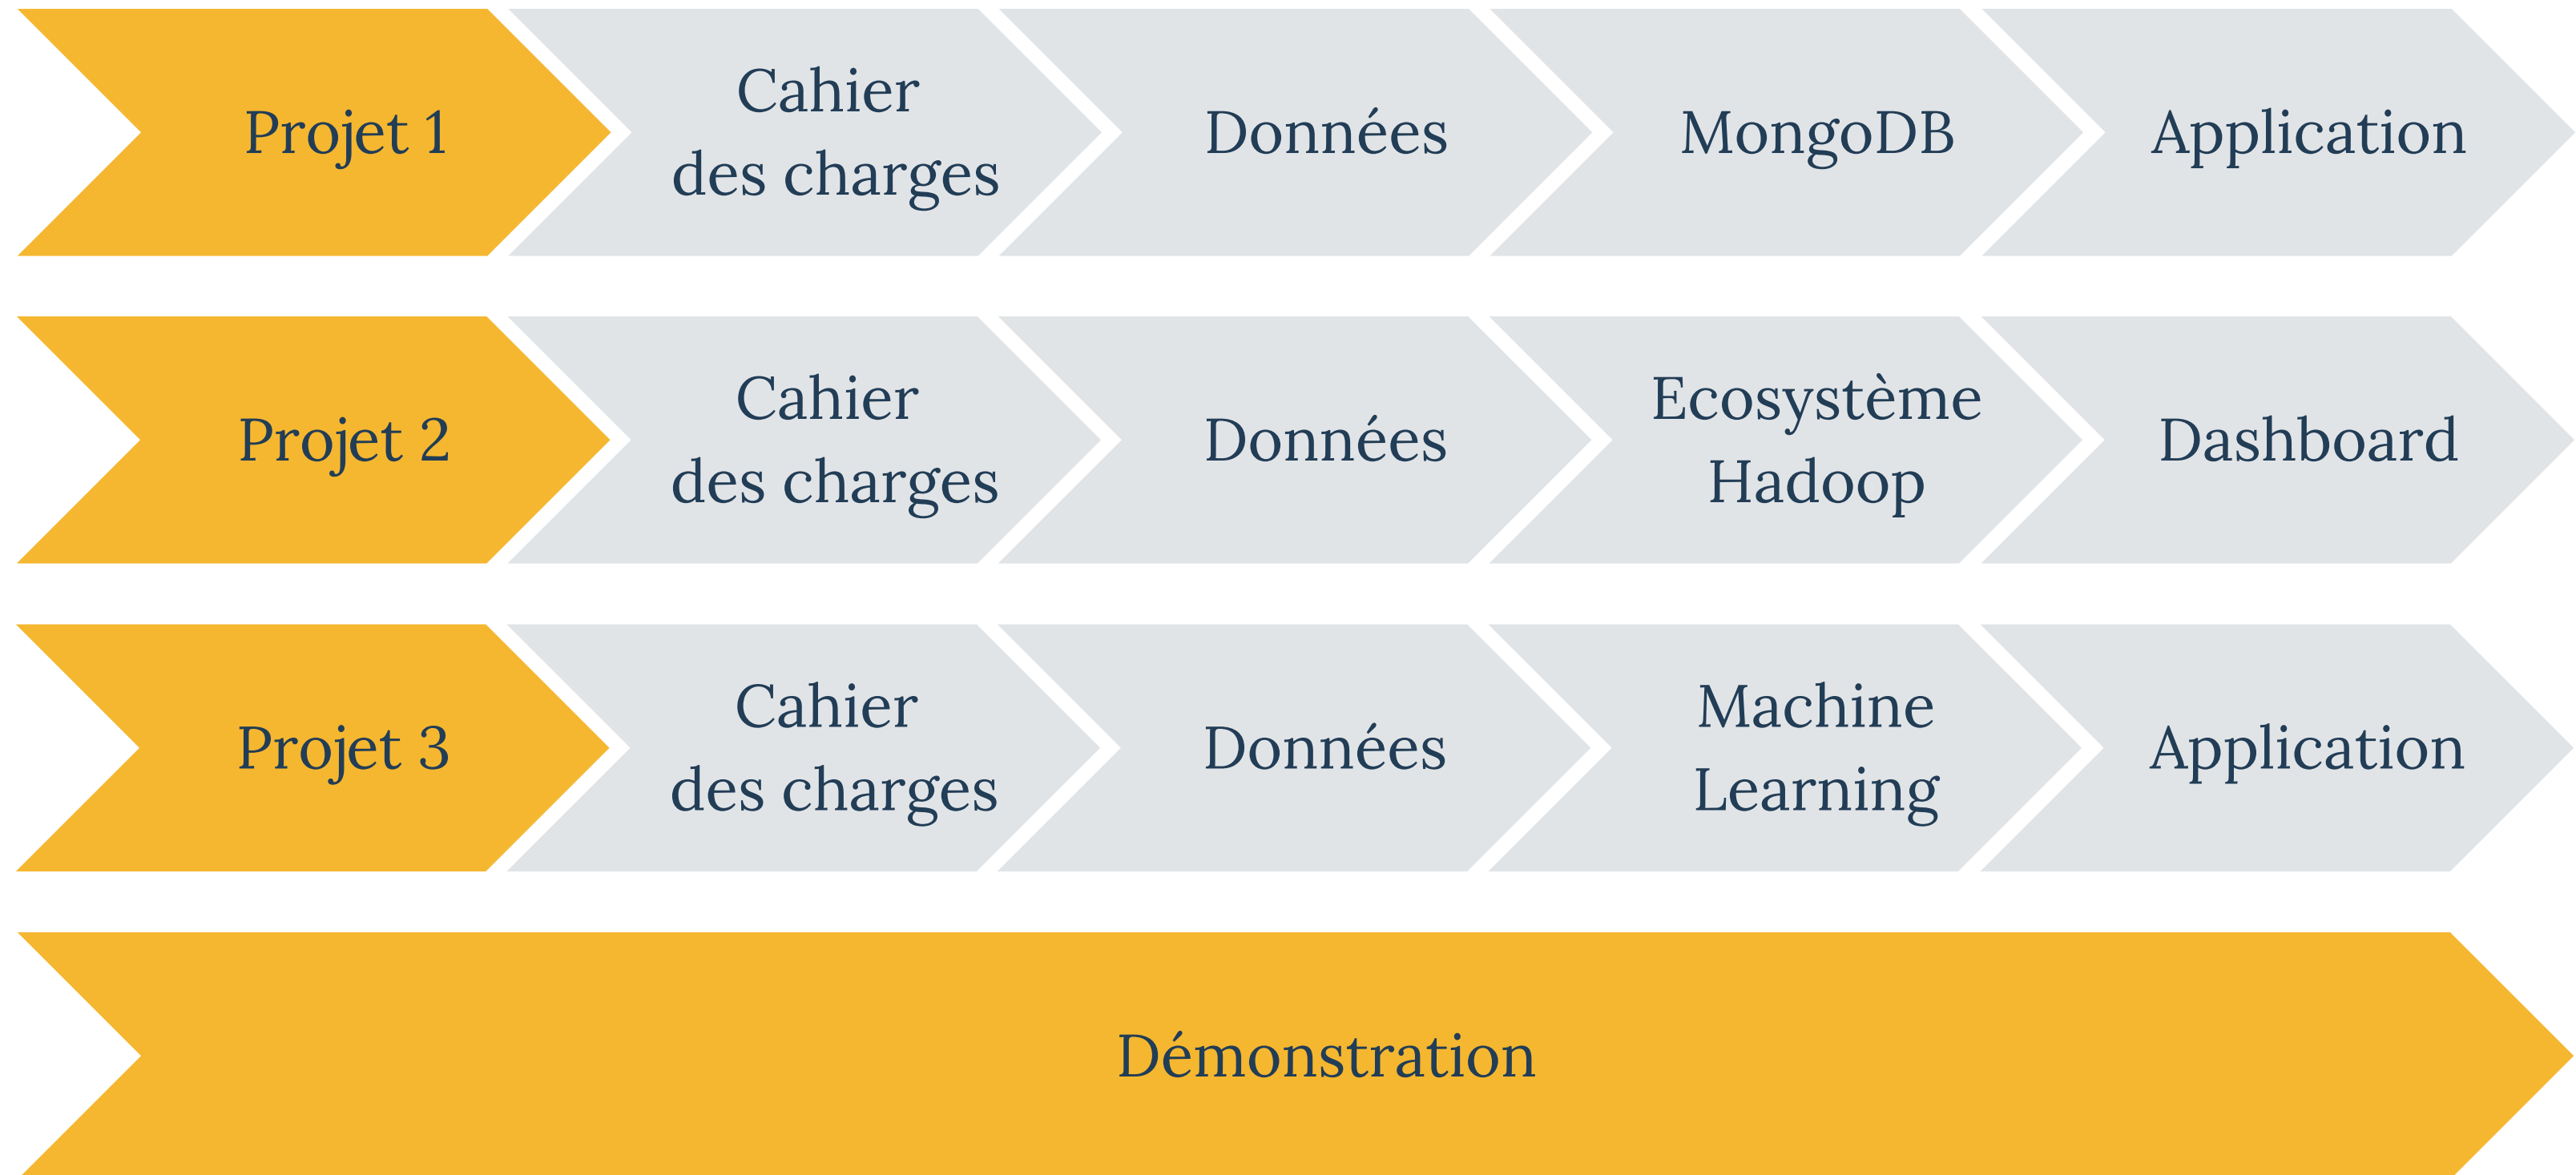 Projet 1
Cahier
des charges
Données
MongoDB
Application
Projet 2
Cahier
des charges
Données
Ecosystème
Hadoop
Dashboard
Projet 3
Cahier
des charges
Données
Machine
Learning
Application
Démonstration